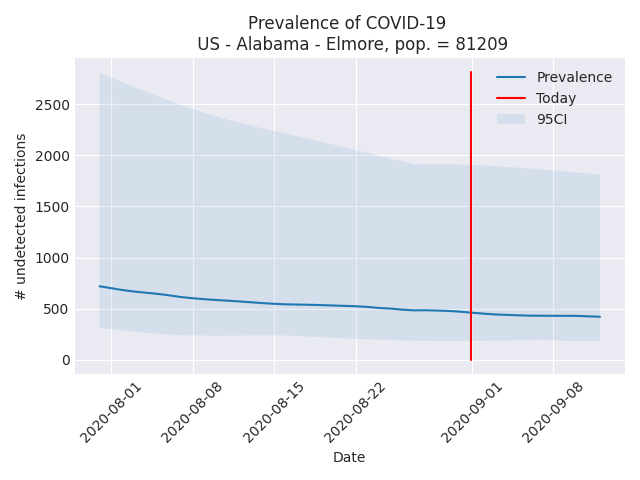 Prevalence of COVID-19
US - Alabama - Elmore, pop. = 81209
Prevalence
Today
95CI
# undetected infections
2500
2000
1500
1000
500
0
2020-08-01
2020-08-08
2020-08-15
2020-08-22
2020-09-01
2020-09-08
Date